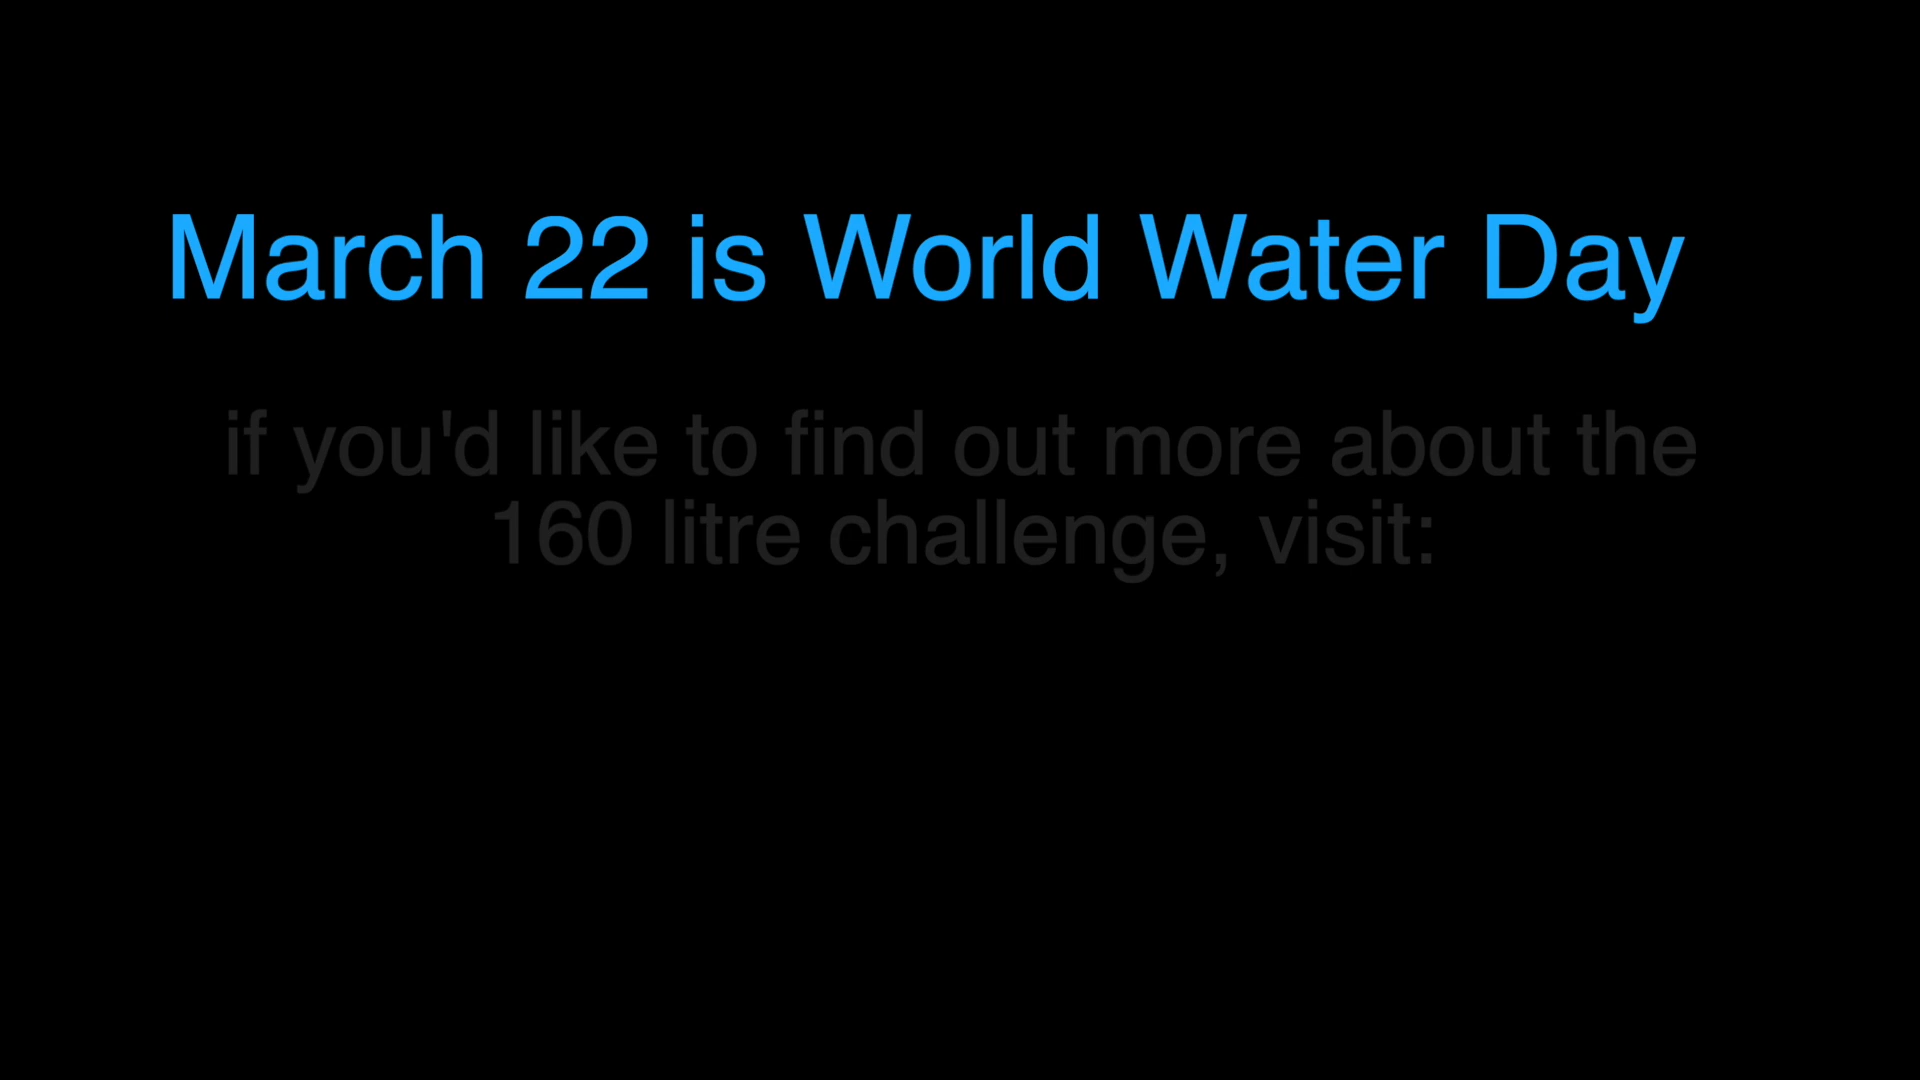 March 22 is World Water Day
if you'd like to find out more about the
160 litre challenge, visit: